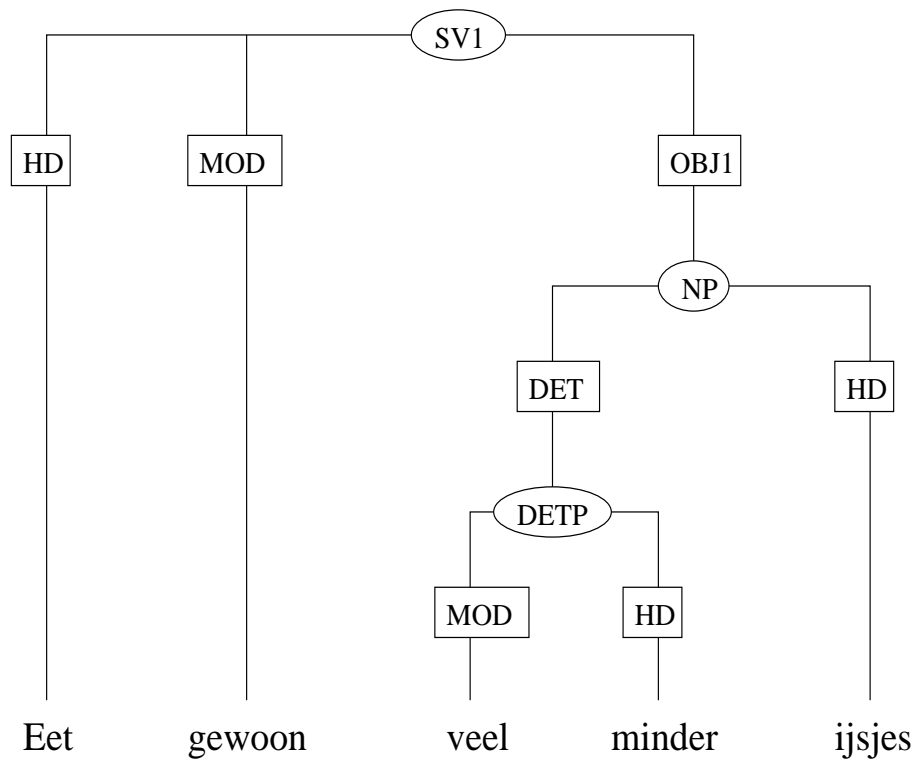 SV1
HD MOD OBJ1
NP
DET HD
DETP
MOD HD
Eet gewoon veel minder ijsjes